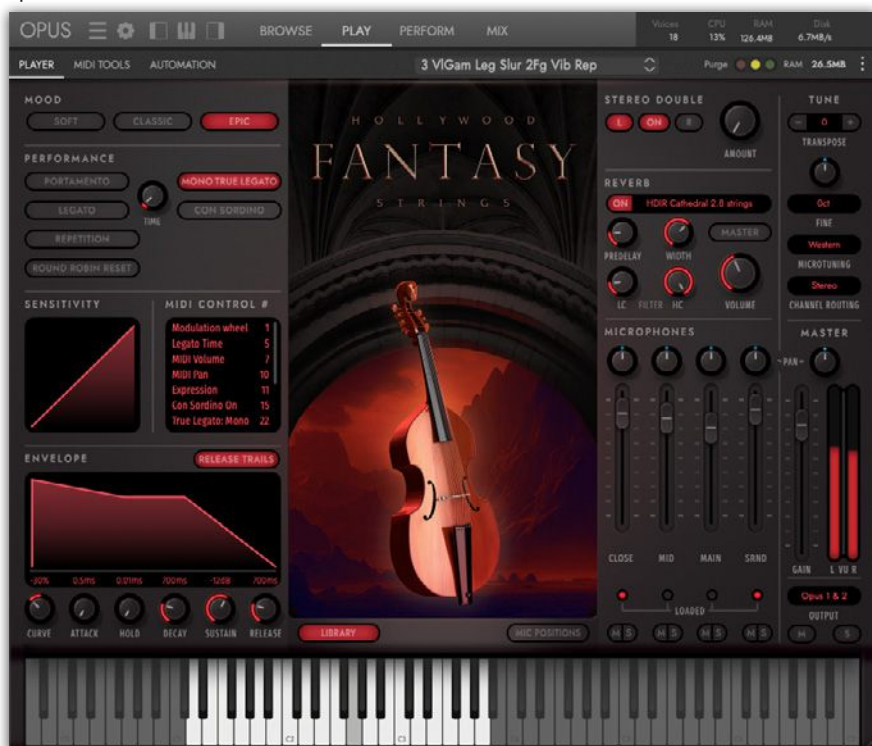 OPUS BROWSE PLAY PERFORM MIX Voices CPU RAM Disk
18 13% 126.4MB 6.7MB/s
PLAYER MIDI TOOLS AUTOMATION 3 VlGam Leg Slur 2Fg Vib Rep Purge RAM 26.5MB
MOOD
SOFT CLASSIC EPIC
PERFORMANCE
PORTAMENTO MONO TRUE LEGATO
LEGATO TIME CON SORDINO
REPETITION
ROUND ROBIN RESET
SENSITIVITY MIDI CONTROL #
Modulation wheel 1
Legato Time 5
MIDI Volume 7
MIDI Pan 10
Expression 11
Con Sordino On 15
True Legato: Mono 22
ENVELOPE RELEASE TRAILS
-30% 0.5ms 0.01ms 700ms -12dB 700ms
CURVE ATTACK HOLD DECAY SUSTAIN RELEASE
HOLLYWOOD
FANTASY
STRINGS
LIBRARY MIC POSITIONS
STEREO DOUBLE
L ON R
AMOUNT
REVERB
ON HDIR Cathedral 2.8 strings
MASTER
PREDELAY WIDTH
LC FILTER HC VOLUME
MICROPHONES
CLOSE MID MAIN SRND
LOADED
M S M S M S M S
TUNE
- 0 +
TRANSPOSE
0ct
FINE
Western
MICROTUNING
Stereo
CHANNEL ROUTING
MASTER
PAN
GAIN L VU R
Opus 1 & 2
OUTPUT
M S
C2 C3